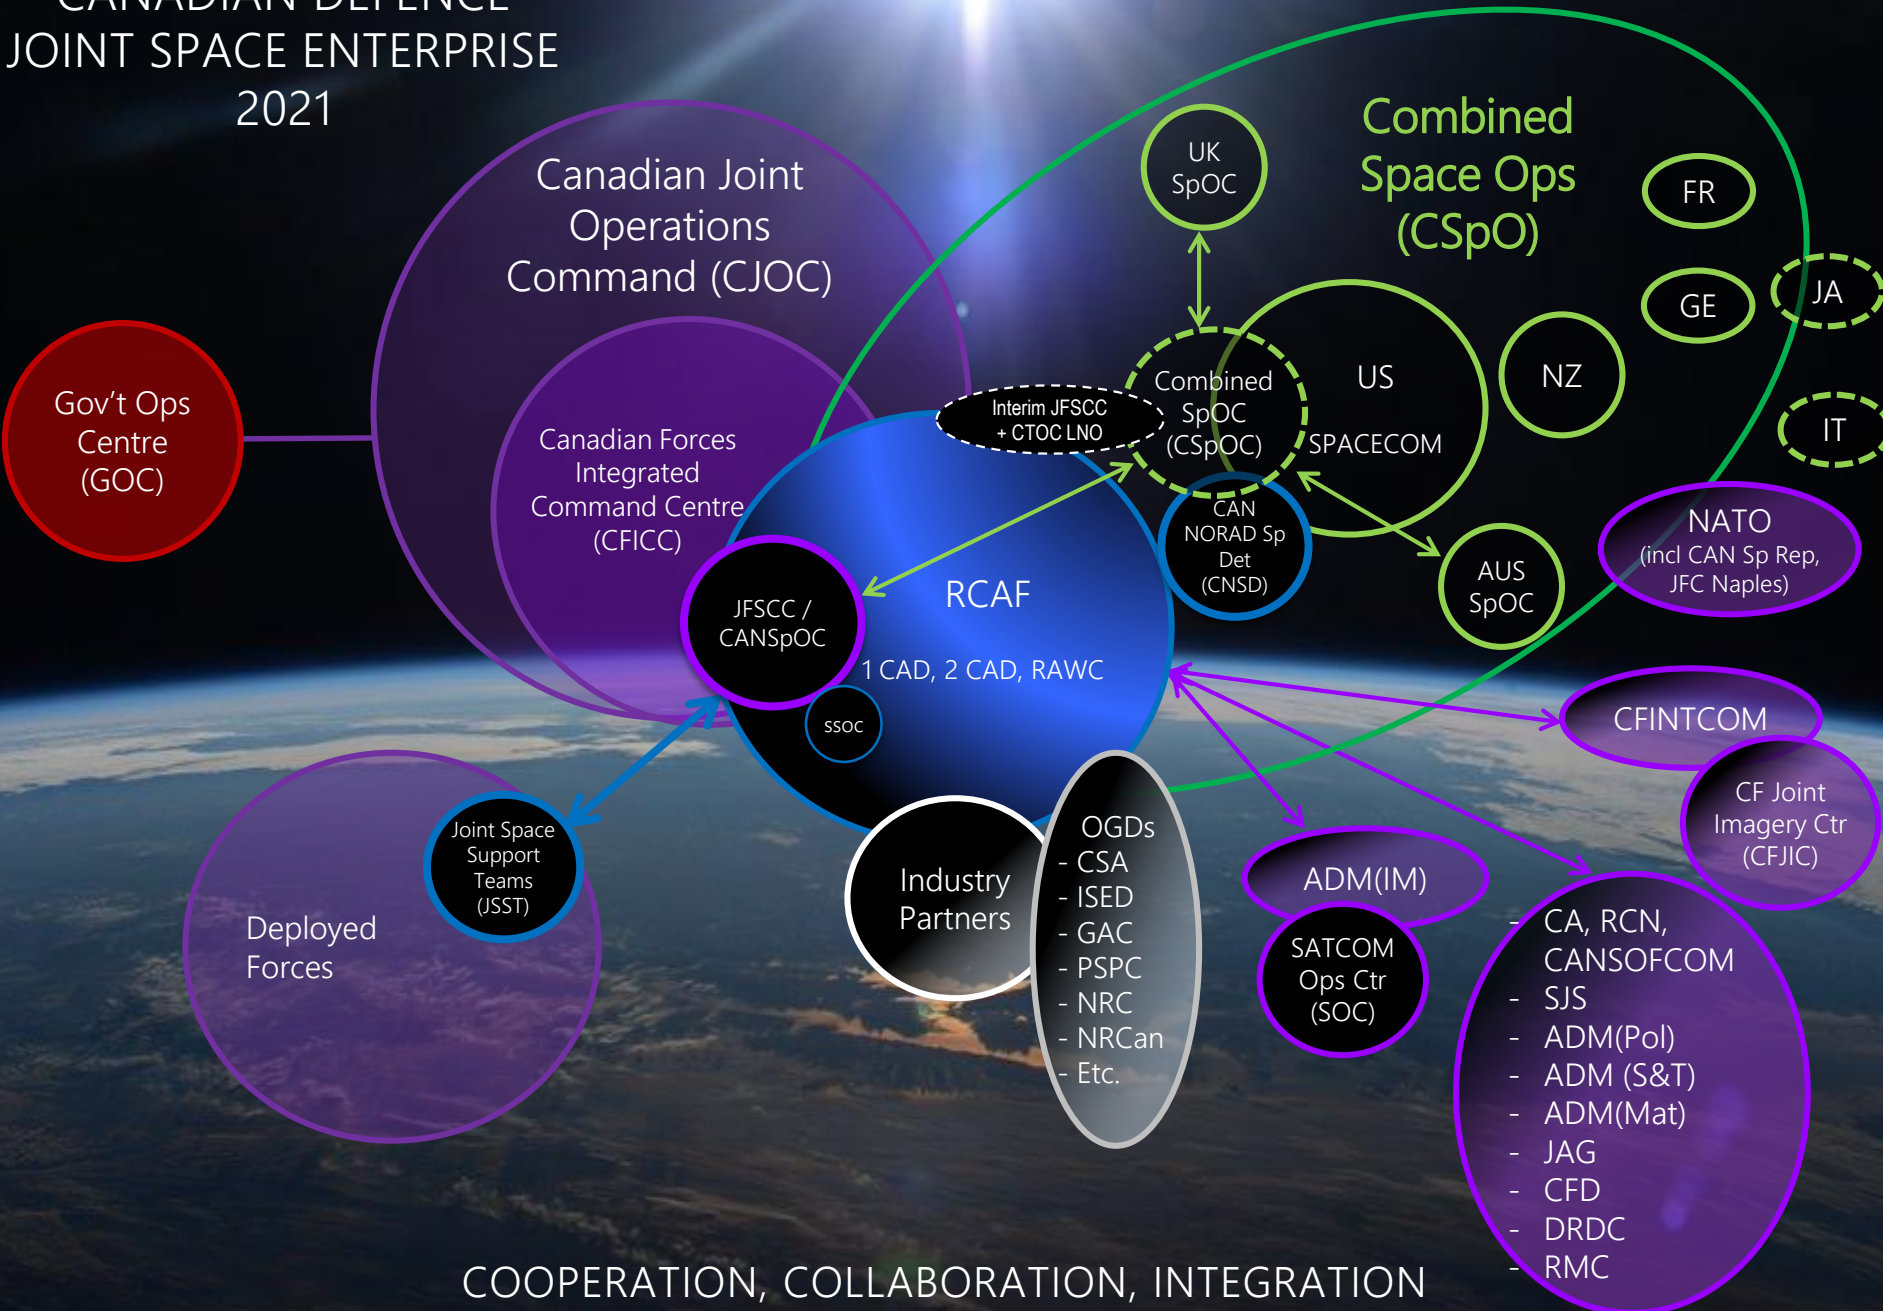 CANADIAN DEFENCE
JOINT SPACE ENTERPRISE
2021
Canadian Joint
Operations
Command (CJOC)
Gov't Ops
Centre
(GOC)
Canadian Forces
Integrated
Command Centre
(CFICC)
Interim JFSCC
+ CTOC LNO
UK
SpOC
Combined
Space Ops
(CSpO)
FR
GE
JA
IT
NZ
US
SPACECOM
Combined
SpOC
(CSpOC)
CAN
NORAD Sp
Det
(CNSD)
AUS
SpOC
NATO
(incl CAN Sp Rep,
JFC Naples)
RCAF
1 CAD, 2 CAD, RAWC
JFSCC /
CANSpOC
ssoc
Joint Space
Support
Teams
(JSST)
Deployed
Forces
Industry
Partners
OGDs
- CSA
- ISED
- GAC
- PSPC
- NRC
- NRCan
- Etc.
CFINTCOM
CF Joint
Imagery Ctr
(CFJIC)
ADM(IM)
SATCOM
Ops Ctr
(SOC)
- CA, RCN,
CANSOFCOM
- SJS
- ADM(Pol)
- ADM (S&T)
- ADM(Mat)
- JAG
- CFD
- DRDC
- RMC
COOPERATION, COLLABORATION, INTEGRATION